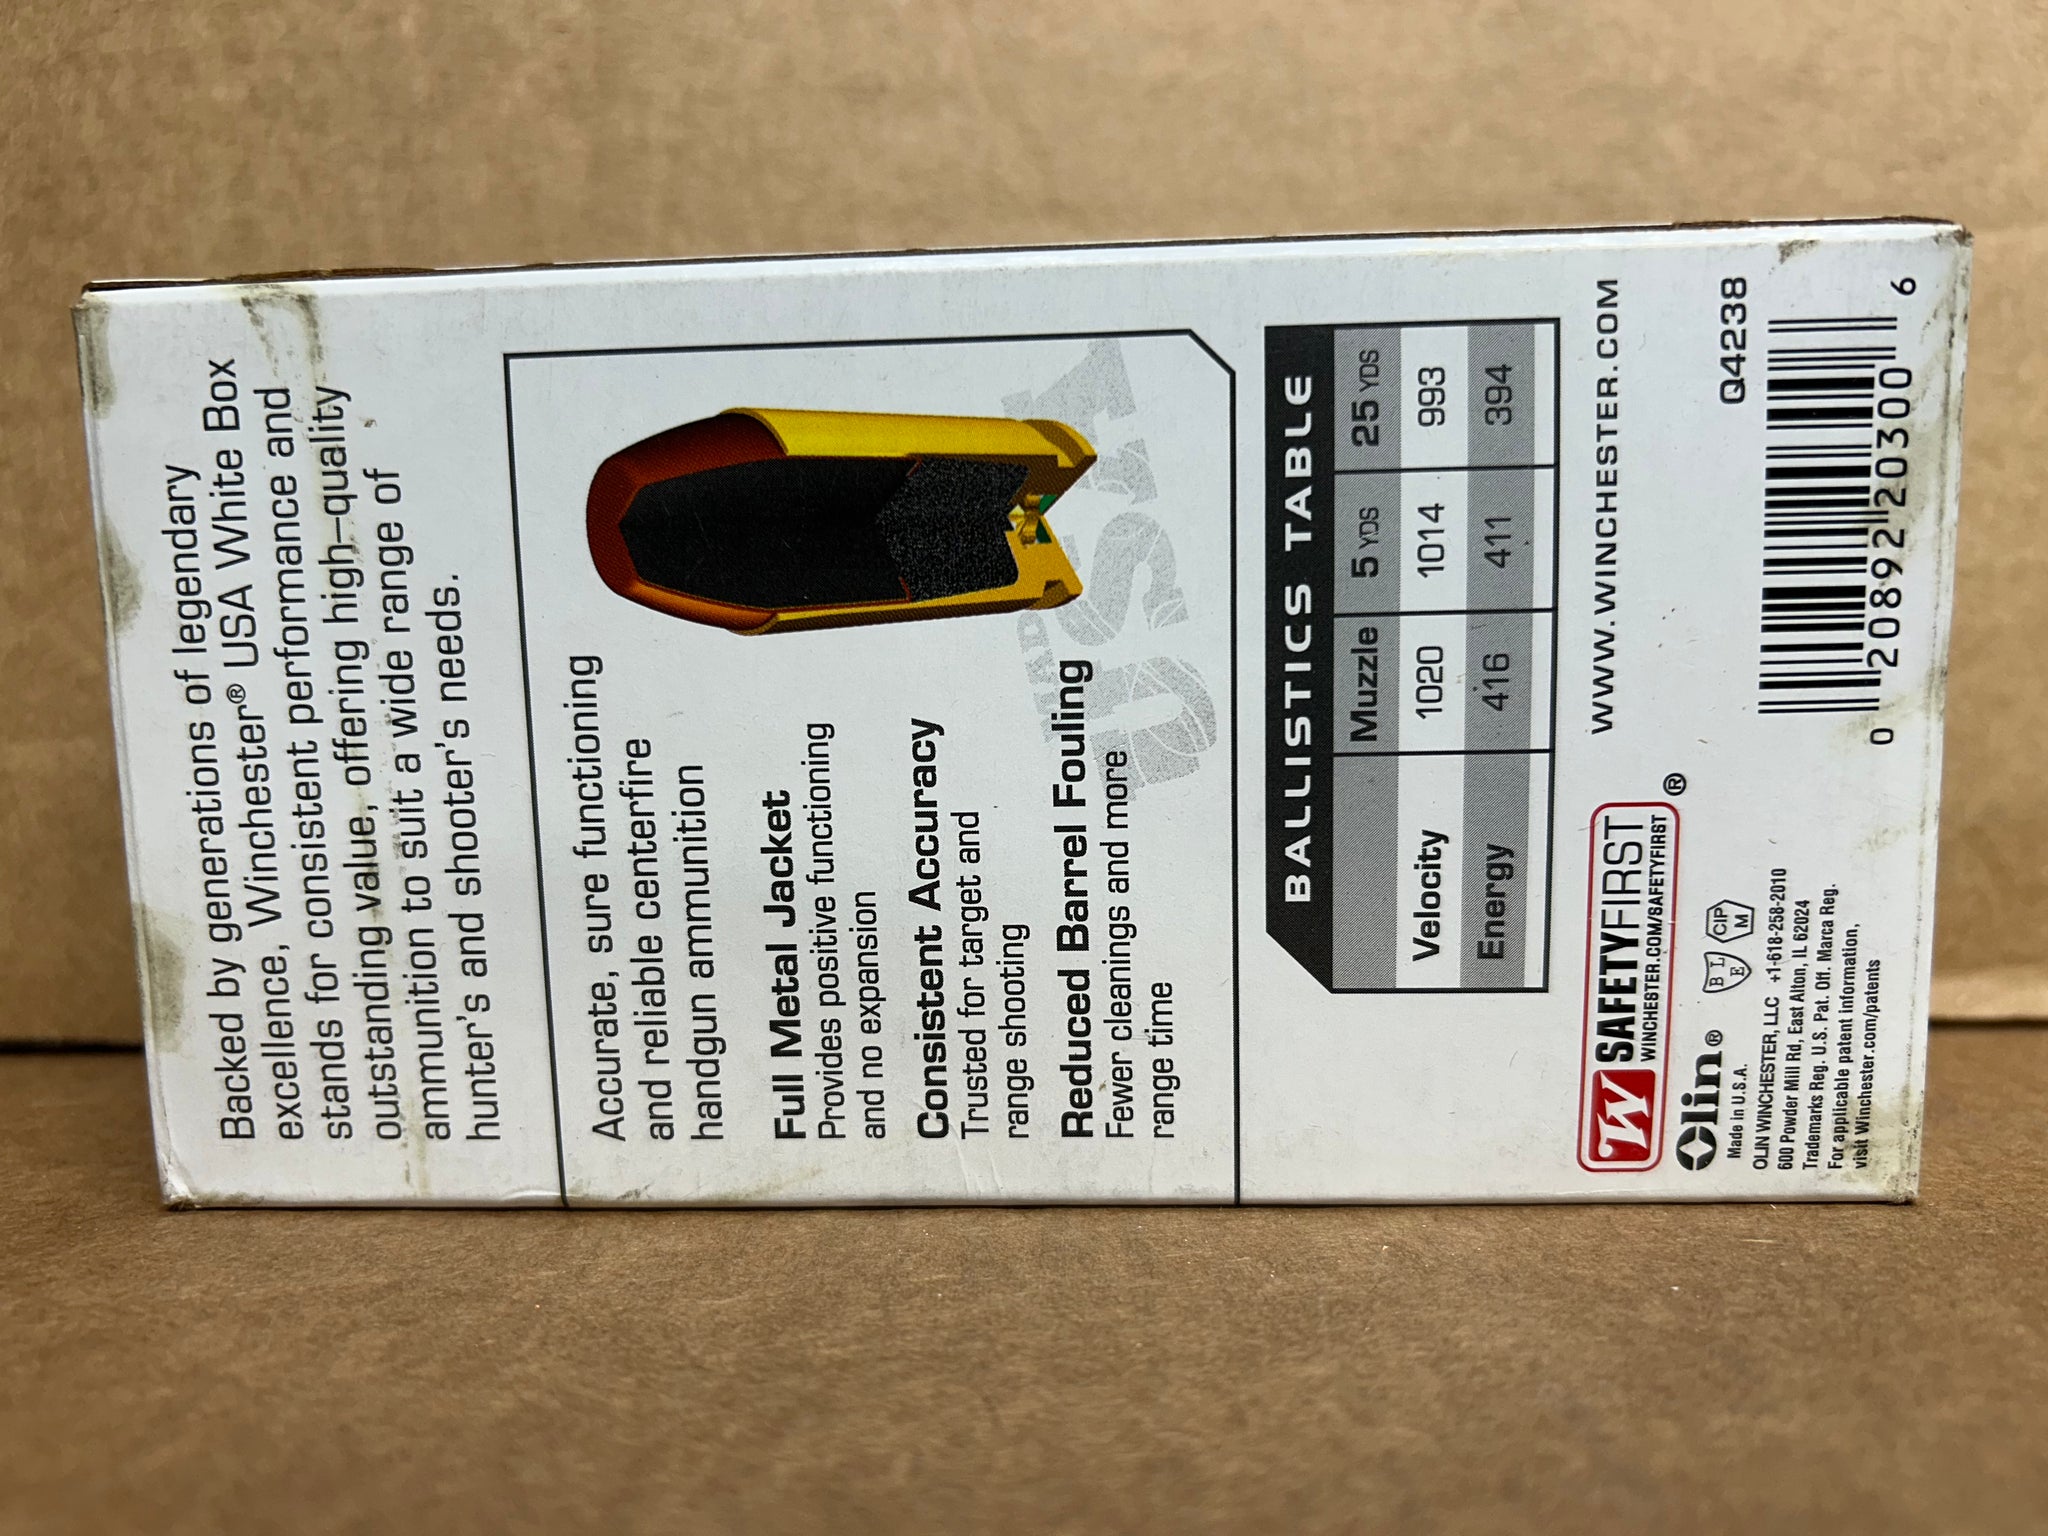 Backed by generations of legendary
excellence, Winchester® USA White Box
stands for consistent performance and
outstanding value, offering high-quality
ammunition to suit a wide range of
hunter's and shooter's needs.
Accurate, sure functioning
and reliable centerfire
handgun ammunition
Full Metal Jacket
Provides positive functioning
and no expansion
Consistent Accuracy
Trusted for target and
range shooting
Reduced Barrel Fouling
Fewer cleanings and more
range time
BALLISTICS TABLE
Muzzle 5 YDS 25 YDS
Velocity 1020 1014 993
Energy 416 411 394
W SAFETYFIRST ®
WINCHESTER.COM/SAFETYFIRST
WWW.WINCHESTER.COM
Olin®
Made in U.S.A.
BLE
CIP
M
OLIN WINCHESTER, LLC +1-618-258-2010
600 Powder Mill Rd, East Alton, IL 62024
Trademarks Reg. U.S. Pat. Off. Marca Reg.
For applicable patent information,
visit Winchester.com/patents
Q4238
0 20892 20300 6